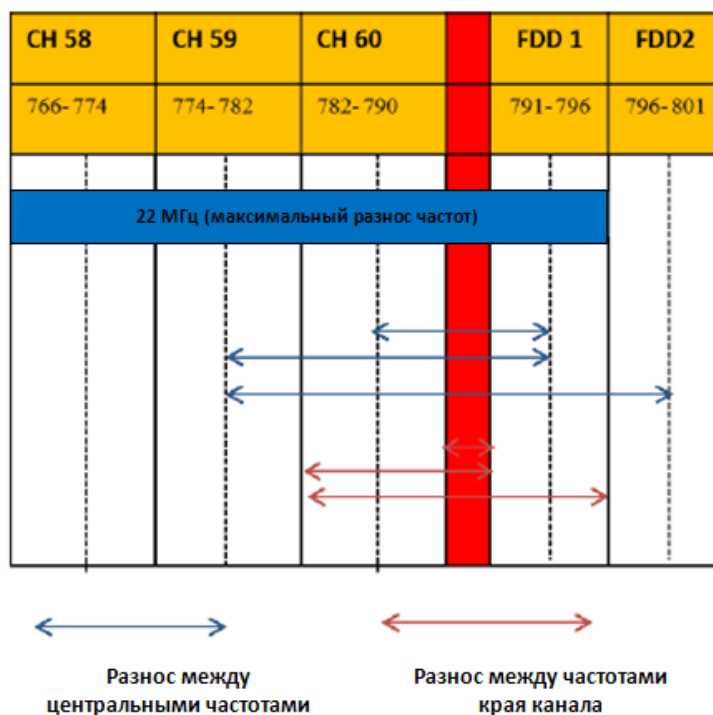 CH 58 CH 59 CH 60 FDD 1 FDD2
766-774 774-782 782-790 791-796 796-801
22 МГц (максимальный разнос частот)
Разнос между
центральными частотами
Разнос между частотами
края канала